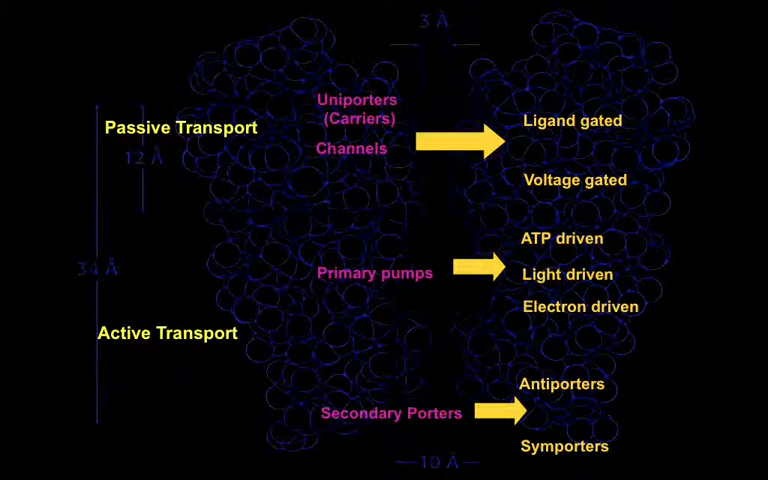 3 Å
Uniporters
(Carriers)
Passive Transport
Channels
Ligand gated
12 Å
Voltage gated
ATP driven
34 Å
Primary pumps
Light driven
Electron driven
Active Transport
Antiporters
Secondary Porters
Symporters
10 Å